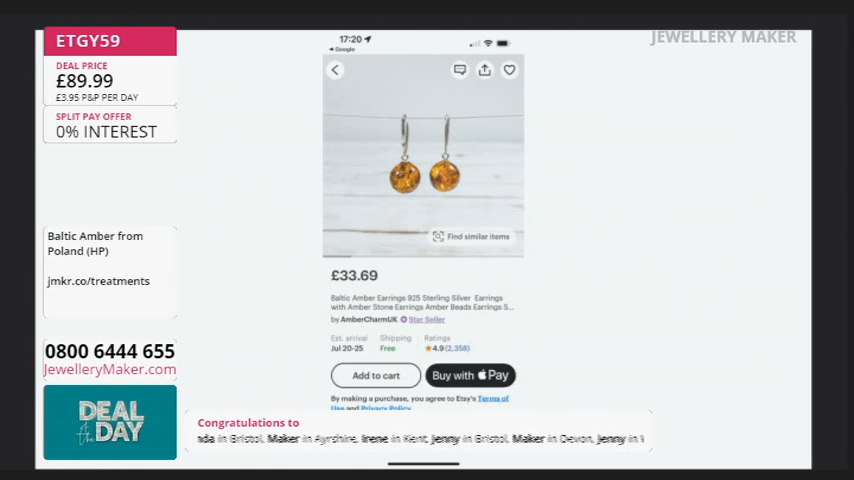 ETGY59
DEAL PRICE
£89.99
£3.95 P&P PER DAY
SPLIT PAY OFFER
0% INTEREST
Baltic Amber from
Poland (HP)
jmkr.co/treatments
0800 6444 655
JewelleryMaker.com
DEAL
of the
DAY
JEWELLERY MAKER
17:20
Google
Find similar items
£33.69
Baltic Amber Earrings 925 Sterling Silver Earrings
with Amber Stone Earrings Amber Beads Earrings S...
by AmberCharmUK Star Seller
Est. arrival Shipping Ratings
Jul 20-25 Free 4.9 (2,358)
Add to cart
Buy with Pay
By making a purchase, you agree to Etsy's Terms of
Use and Privacy Policy.
Congratulations to
nda in Bristol, Maker in Ayrshire, Irene in Kent, Jenny in Bristol, Maker in Devon, Jenny in